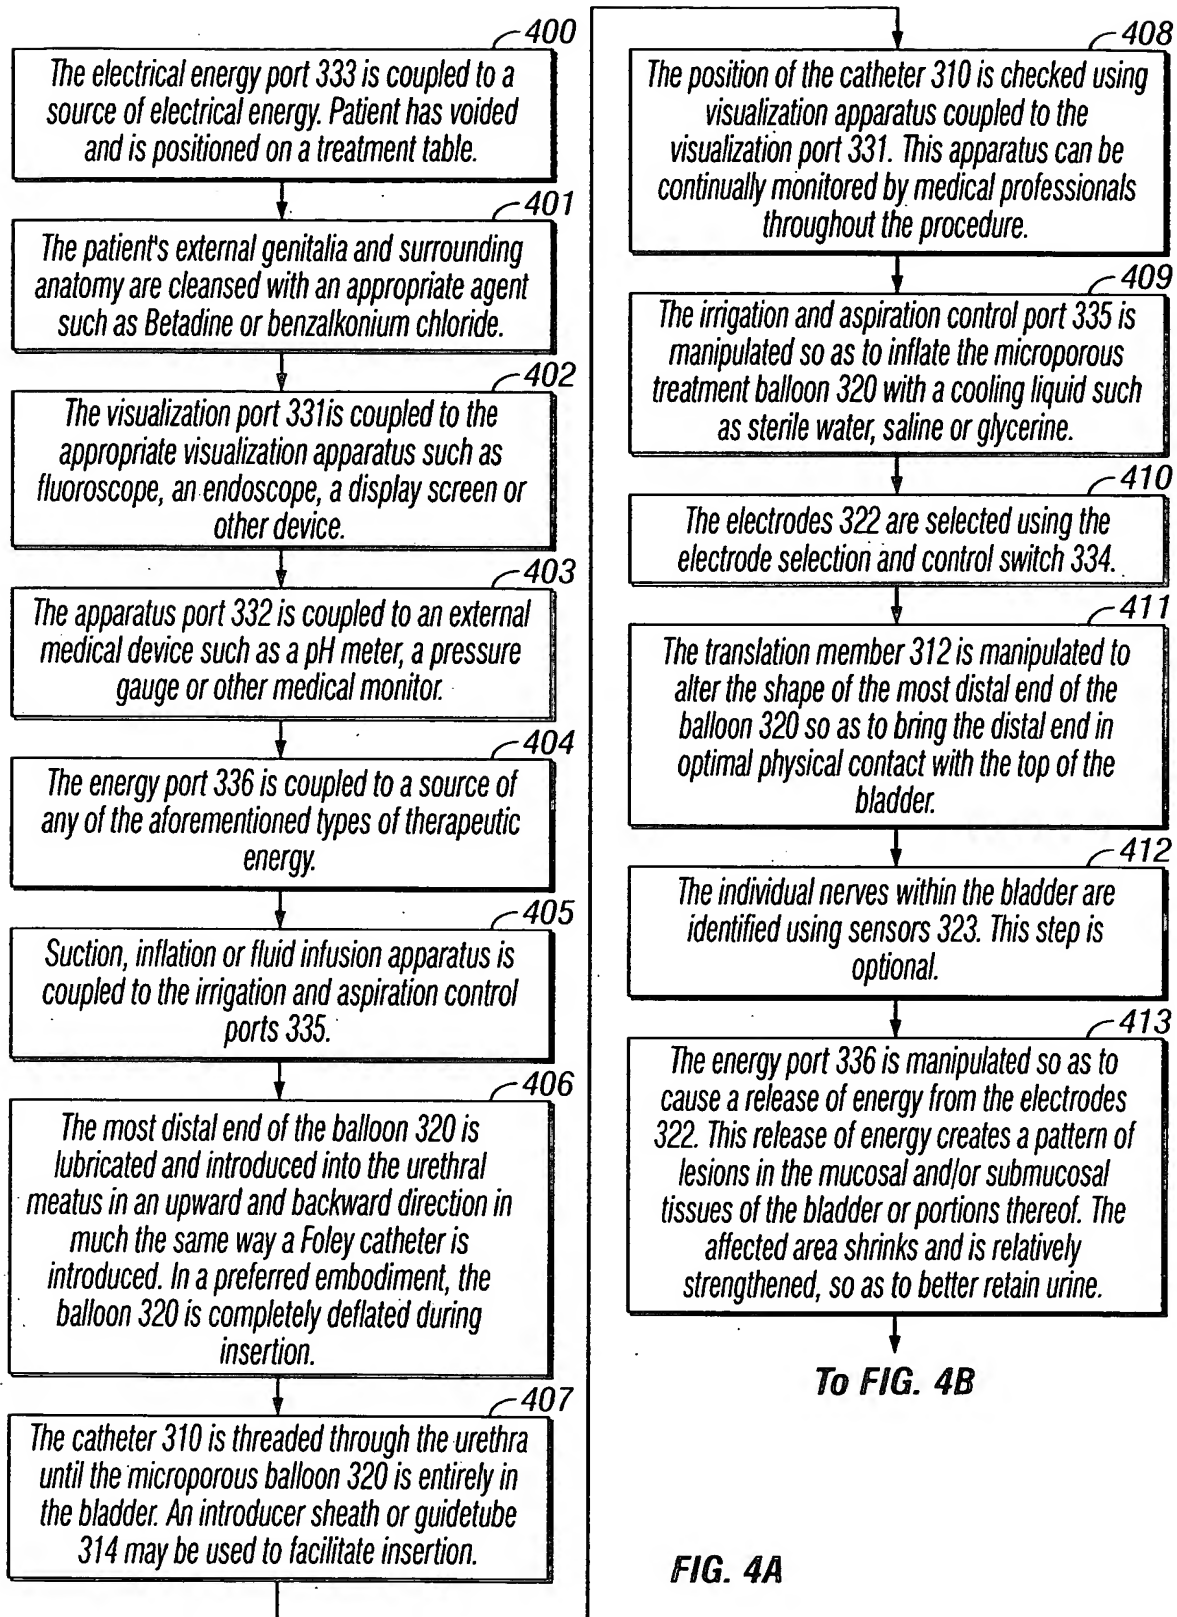 400
The electrical energy port 333 is coupled to a
source of electrical energy. Patient has voided
and is positioned on a treatment table.
401
The patient's external genitalia and surrounding
anatomy are cleansed with an appropriate agent
such as Betadine or benzalkonium chloride.
402
The visualization port 331is coupled to the
appropriate visualization apparatus such as
fluoroscope, an endoscope, a display screen or
other device.
403
The apparatus port 332 is coupled to an external
medical device such as a pH meter, a pressure
gauge or other medical monitor.
404
The energy port 336 is coupled to a source of
any of the aforementioned types of therapeutic
energy.
405
Suction, inflation or fluid infusion apparatus is
coupled to the irrigation and aspiration control
ports 335.
406
The most distal end of the balloon 320 is
lubricated and introduced into the urethral
meatus in an upward and backward direction in
much the same way a Foley catheter is
introduced. In a preferred embodiment, the
balloon 320 is completely deflated during
insertion.
407
The catheter 310 is threaded through the urethra
until the microporous balloon 320 is entirely in
the bladder. An introducer sheath or guidetube
314 may be used to facilitate insertion.
408
The position of the catheter 310 is checked using
visualization apparatus coupled to the
visualization port 331. This apparatus can be
continually monitored by medical professionals
throughout the procedure.
409
The irrigation and aspiration control port 335 is
manipulated so as to inflate the microporous
treatment balloon 320 with a cooling liquid such
as sterile water, saline or glycerine.
410
The electrodes 322 are selected using the
electrode selection and control switch 334.
411
The translation member 312 is manipulated to
alter the shape of the most distal end of the
balloon 320 so as to bring the distal end in
optimal physical contact with the top of the
bladder.
412
The individual nerves within the bladder are
identified using sensors 323. This step is
optional.
413
The energy port 336 is manipulated so as to
cause a release of energy from the electrodes
322. This release of energy creates a pattern of
lesions in the mucosal and/or submucosal
tissues of the bladder or portions thereof. The
affected area shrinks and is relatively
strengthened, so as to better retain urine.
To FIG. 4B
FIG. 4A